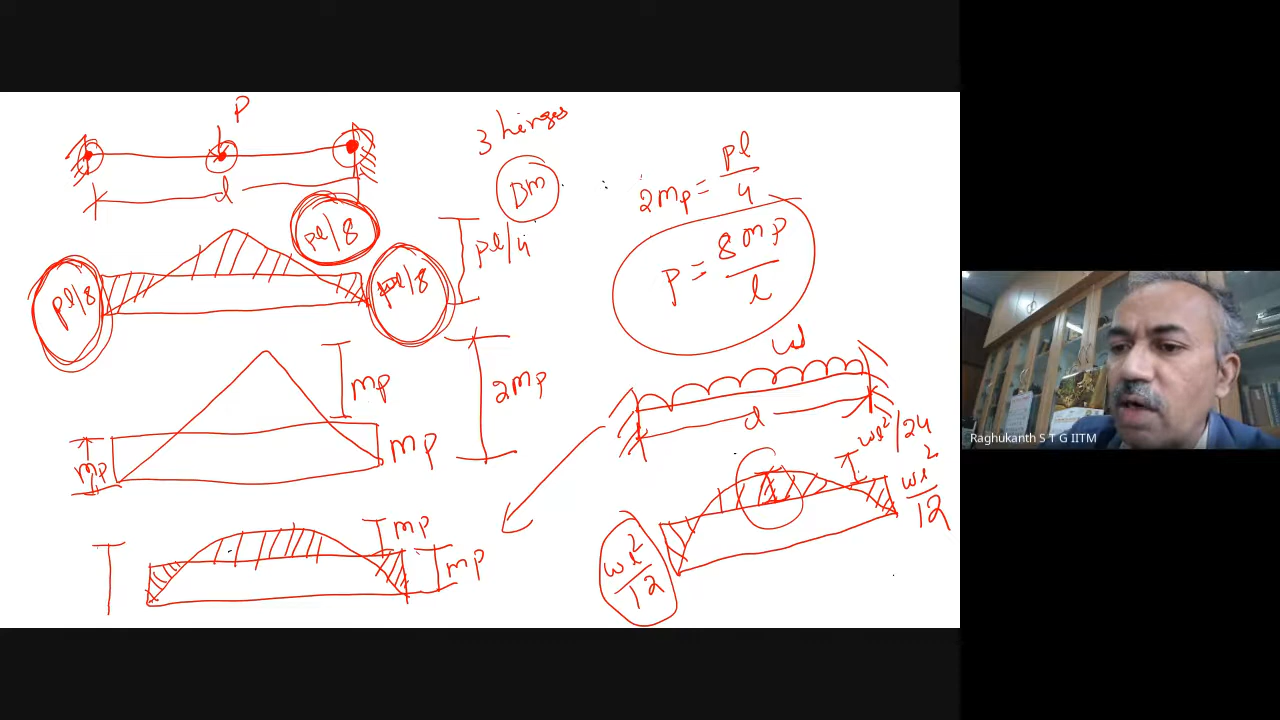 P
3 hinges
l
BM
Pl/8
Pl/8
Pl/8
Pl/4
2Mp = Pl/4
P = 8Mp/l
Mp
Mp
Mp
2Mp
w
l
wl²/24
wl²/12
wl²/12
Mp
Mp
Raghukanth S T G IITM